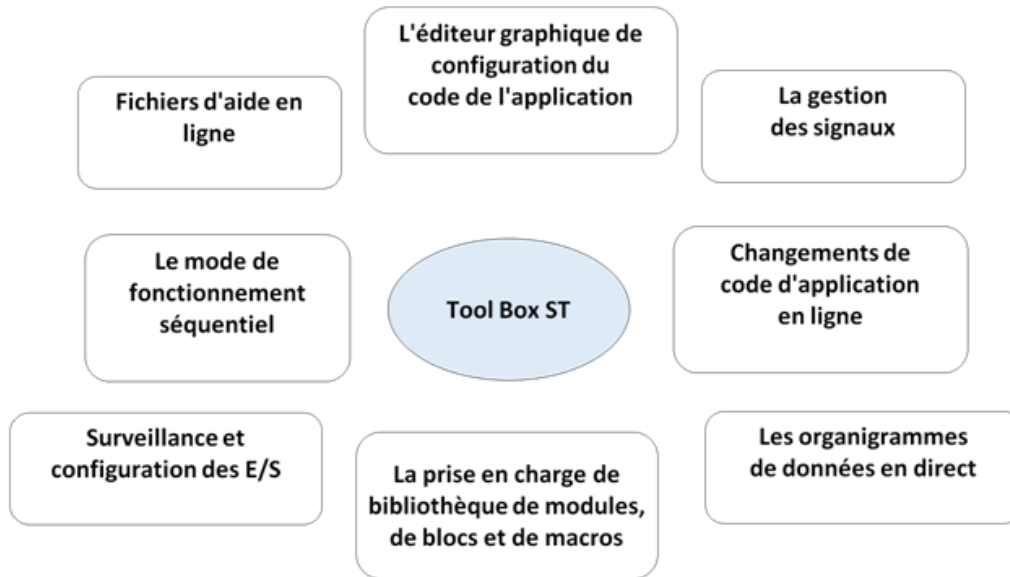 L'éditeur graphique de
configuration du
code de l'application
Fichiers d'aide en
ligne
La gestion
des signaux
Le mode de
fonctionnement
séquentiel
Tool Box ST
Changements de
code d'application
en ligne
Surveillance et
configuration des E/S
La prise en charge de
bibliothèque de modules,
de blocs et de macros
Les organigrammes
de données en direct